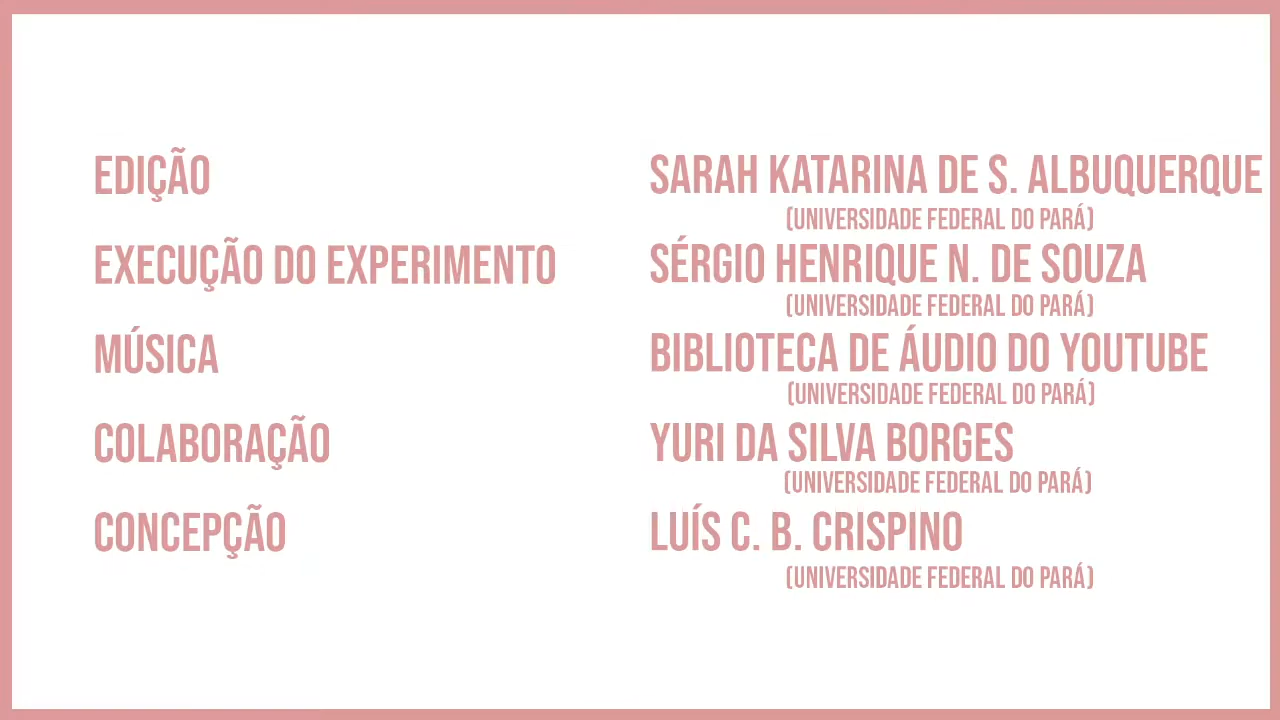 EDIÇÃO
SARAH KATARINA DE S. ALBUQUERQUE
(UNIVERSIDADE FEDERAL DO PARÁ)
EXECUÇÃO DO EXPERIMENTO
SÉRGIO HENRIQUE N. DE SOUZA
(UNIVERSIDADE FEDERAL DO PARÁ)
MÚSICA
BIBLIOTECA DE ÁUDIO DO YOUTUBE
(UNIVERSIDADE FEDERAL DO PARÁ)
COLABORAÇÃO
YURI DA SILVA BORGES
(UNIVERSIDADE FEDERAL DO PARÁ)
CONCEPÇÃO
LUÍS C. B. CRISPINO
(UNIVERSIDADE FEDERAL DO PARÁ)